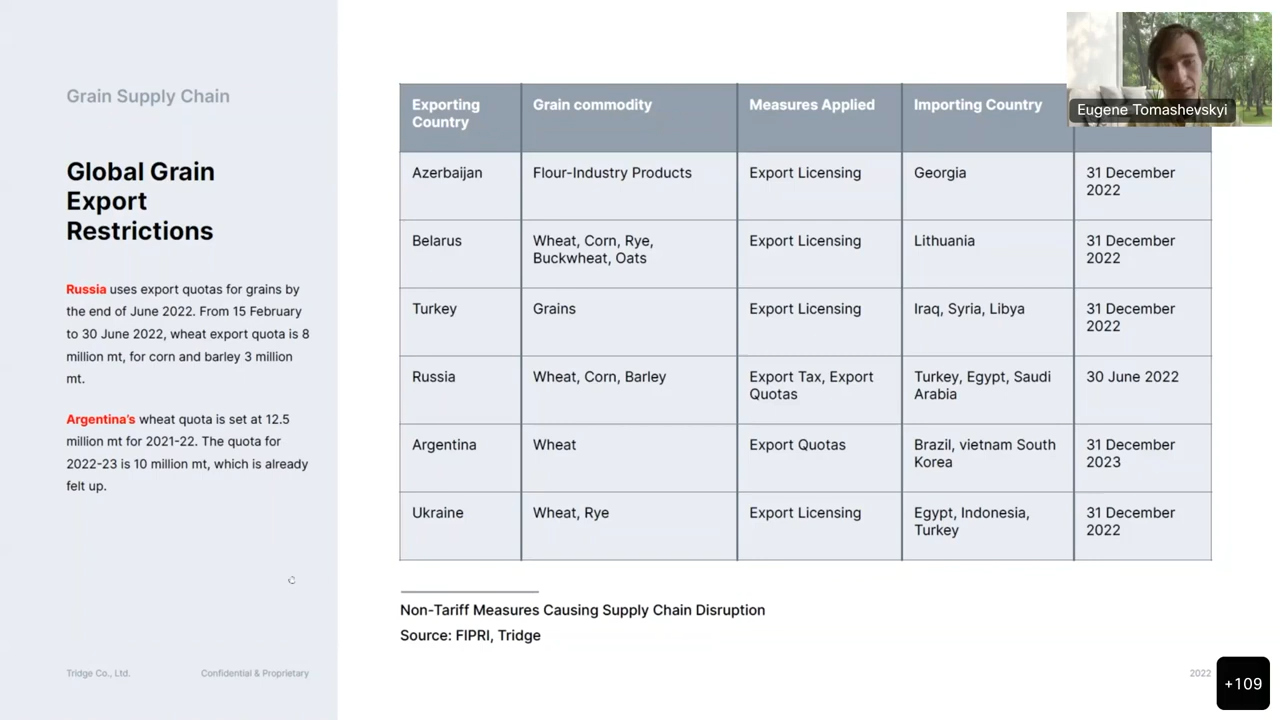 Grain Supply Chain
Global Grain
Export
Restrictions
Russia uses export quotas for grains by
the end of June 2022. From 15 February
to 30 June 2022, wheat export quota is 8
million mt, for corn and barley 3 million
mt.
Argentina's wheat quota is set at 12.5
million mt for 2021-22. The quota for
2022-23 is 10 million mt, which is already
felt up.
Tridge Co., Ltd.
Confidential & Proprietary
Exporting
Country
Grain commodity
Measures Applied
Importing Country
Azerbaijan
Flour-Industry Products
Export Licensing
Georgia
31 December
2022
Belarus
Wheat, Corn, Rye,
Buckwheat, Oats
Export Licensing
Lithuania
31 December
2022
Turkey
Grains
Export Licensing
Iraq, Syria, Libya
31 December
2022
Russia
Wheat, Corn, Barley
Export Tax, Export
Quotas
Turkey, Egypt, Saudi
Arabia
30 June 2022
Argentina
Wheat
Export Quotas
Brazil, vietnam South
Korea
31 December
2023
Ukraine
Wheat, Rye
Export Licensing
Egypt, Indonesia,
Turkey
31 December
2022
Non-Tariff Measures Causing Supply Chain Disruption
Source: FIPRI, Tridge
2022
Eugene Tomashevskyi
+109